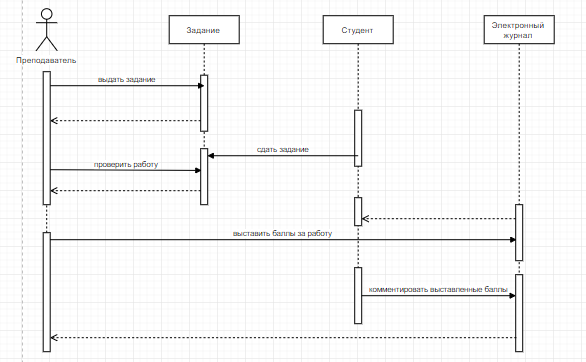 Задание
Студент
Электронный
журнал
Преподаватель
выдать задание
сдать задание
проверить работу
выставить баллы за работу
комментировать выставленные баллы